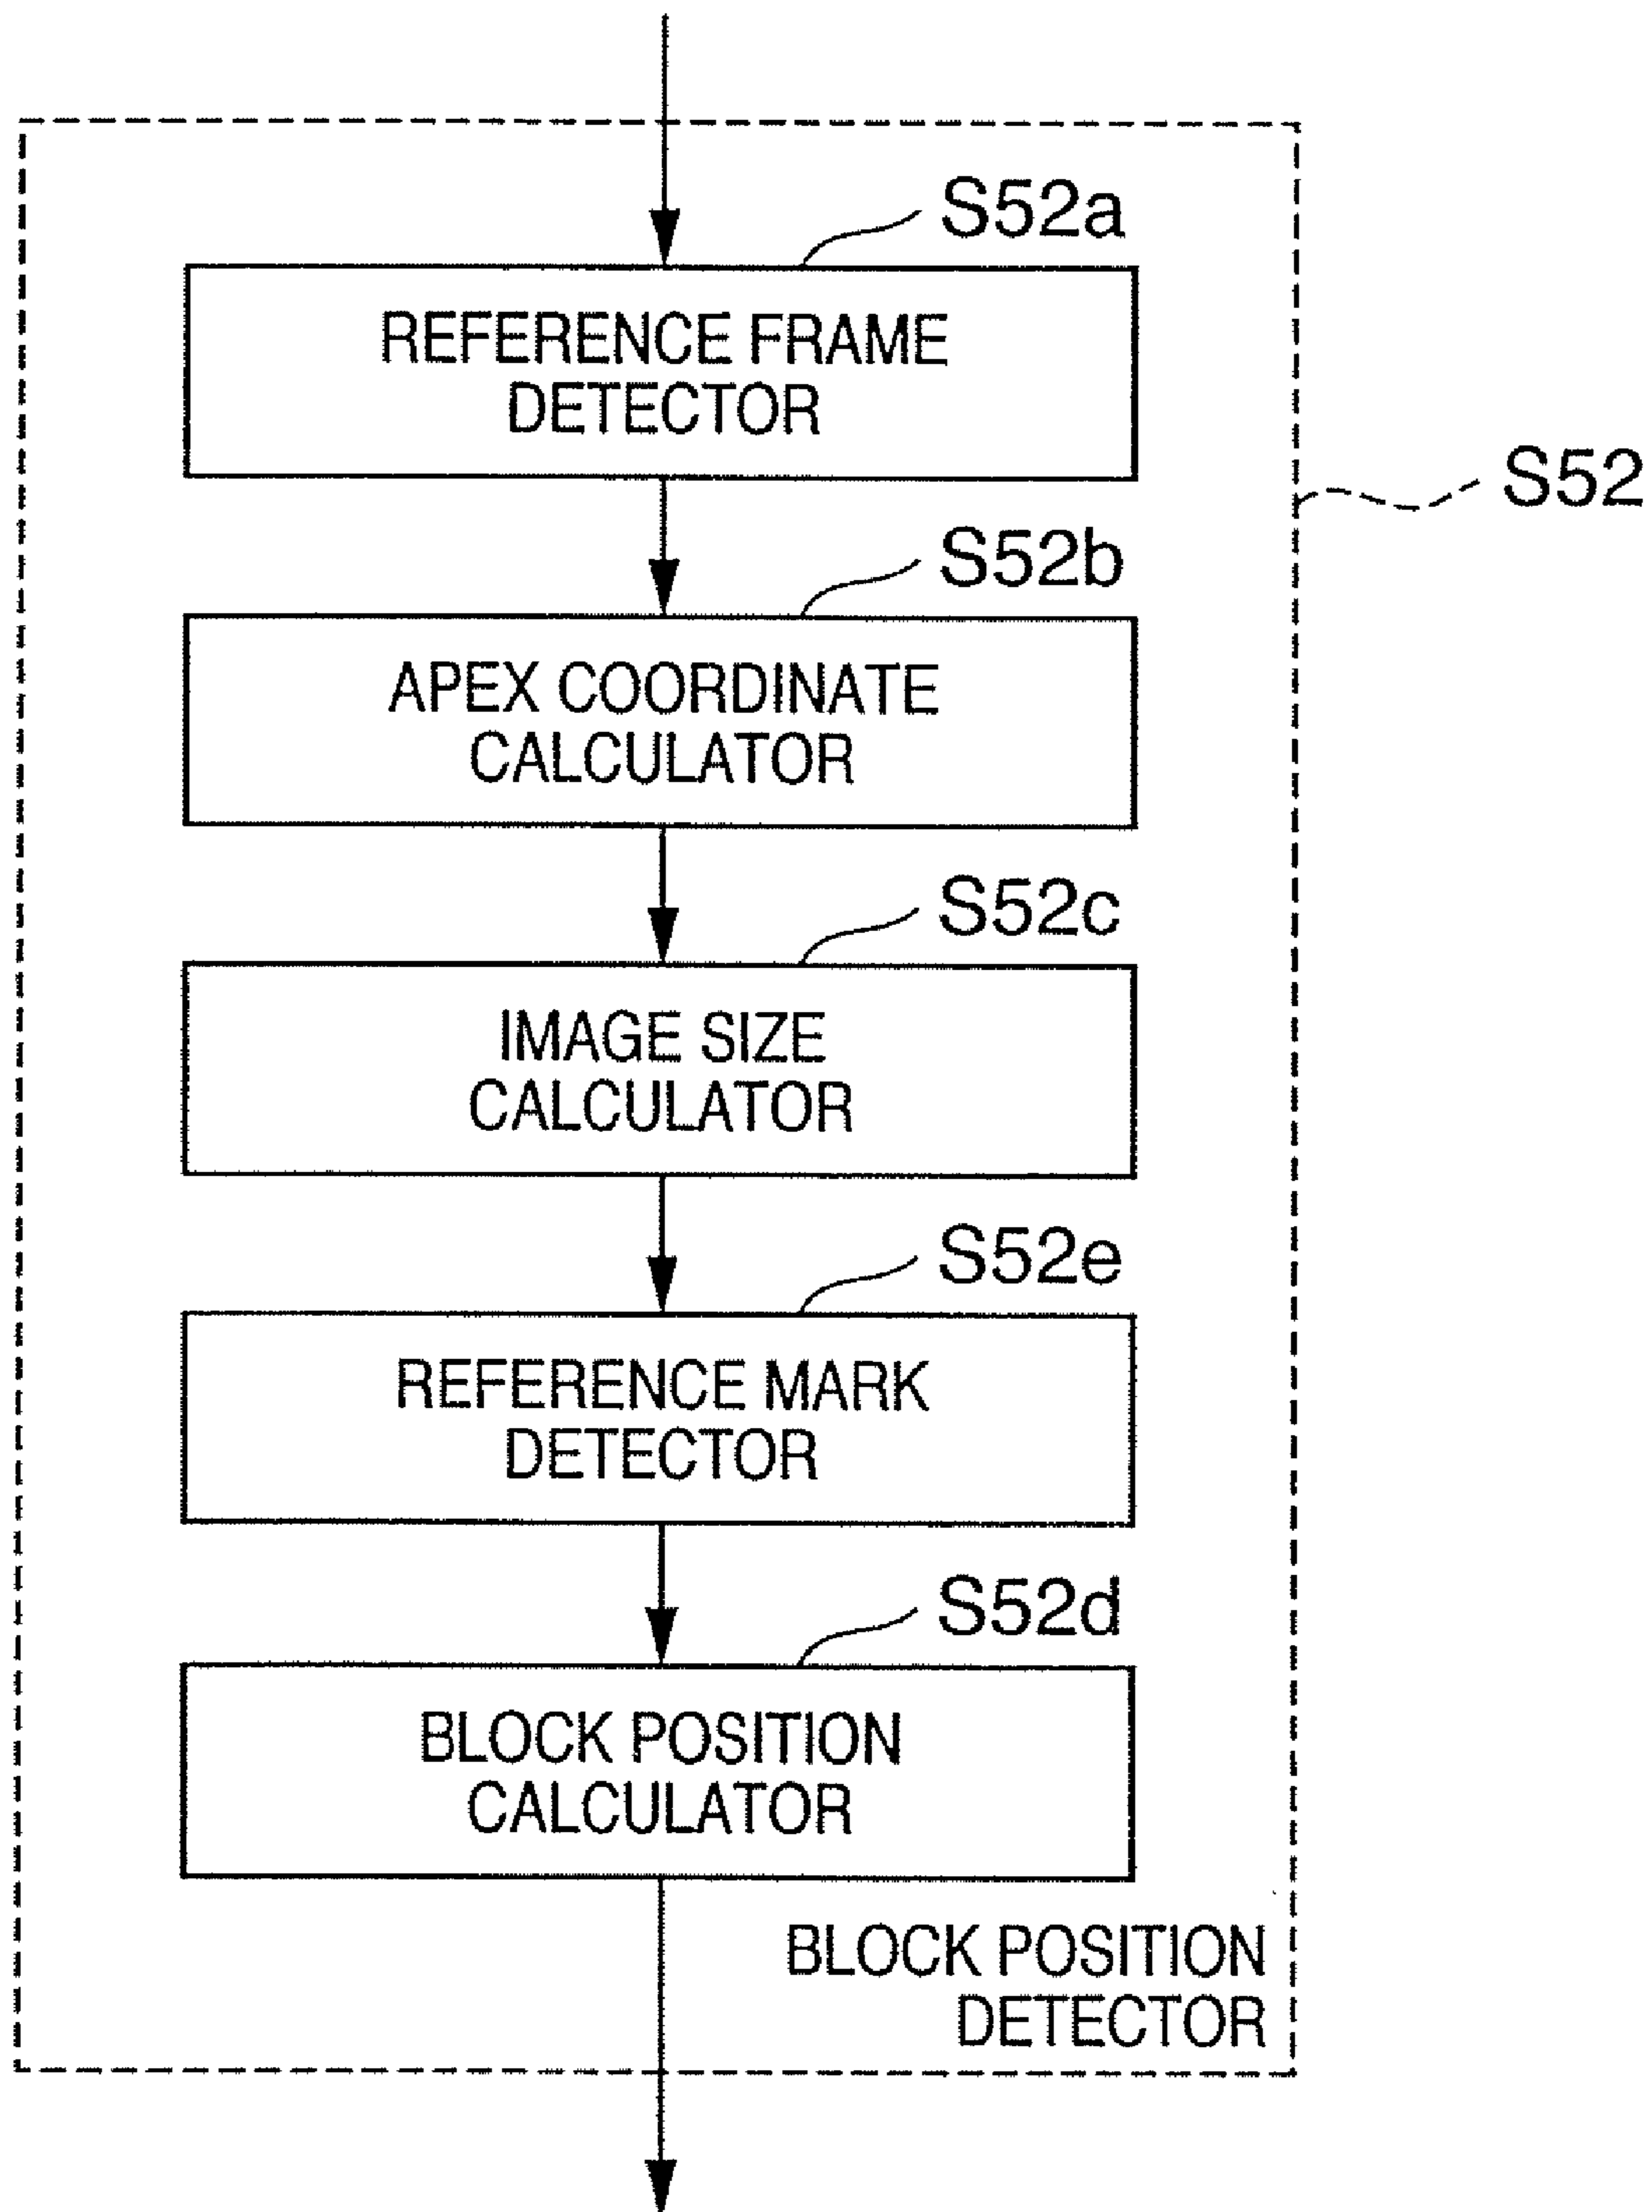 S52a
REFERENCE FRAME
DETECTOR
S52
S52b
APEX COORDINATE
CALCULATOR
S52c
IMAGE SIZE
CALCULATOR
S52e
REFERENCE MARK
DETECTOR
S52d
BLOCK POSITION
CALCULATOR
BLOCK POSITION
DETECTOR